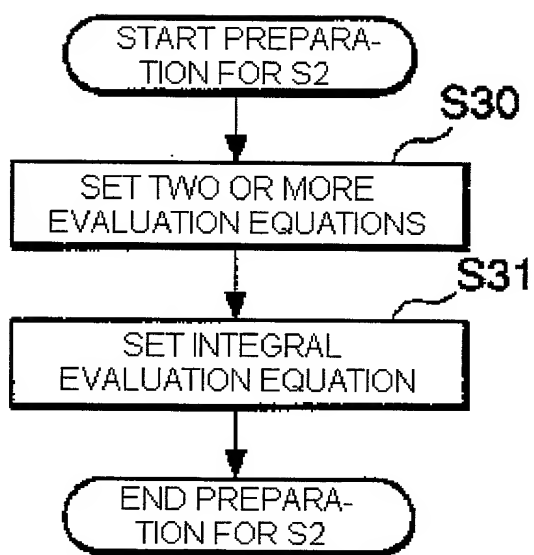 START PREPARA-
TION FOR S2
S30
SET TWO OR MORE
EVALUATION EQUATIONS
S31
SET INTEGRAL
EVALUATION EQUATION
END PREPARA-
TION FOR S2